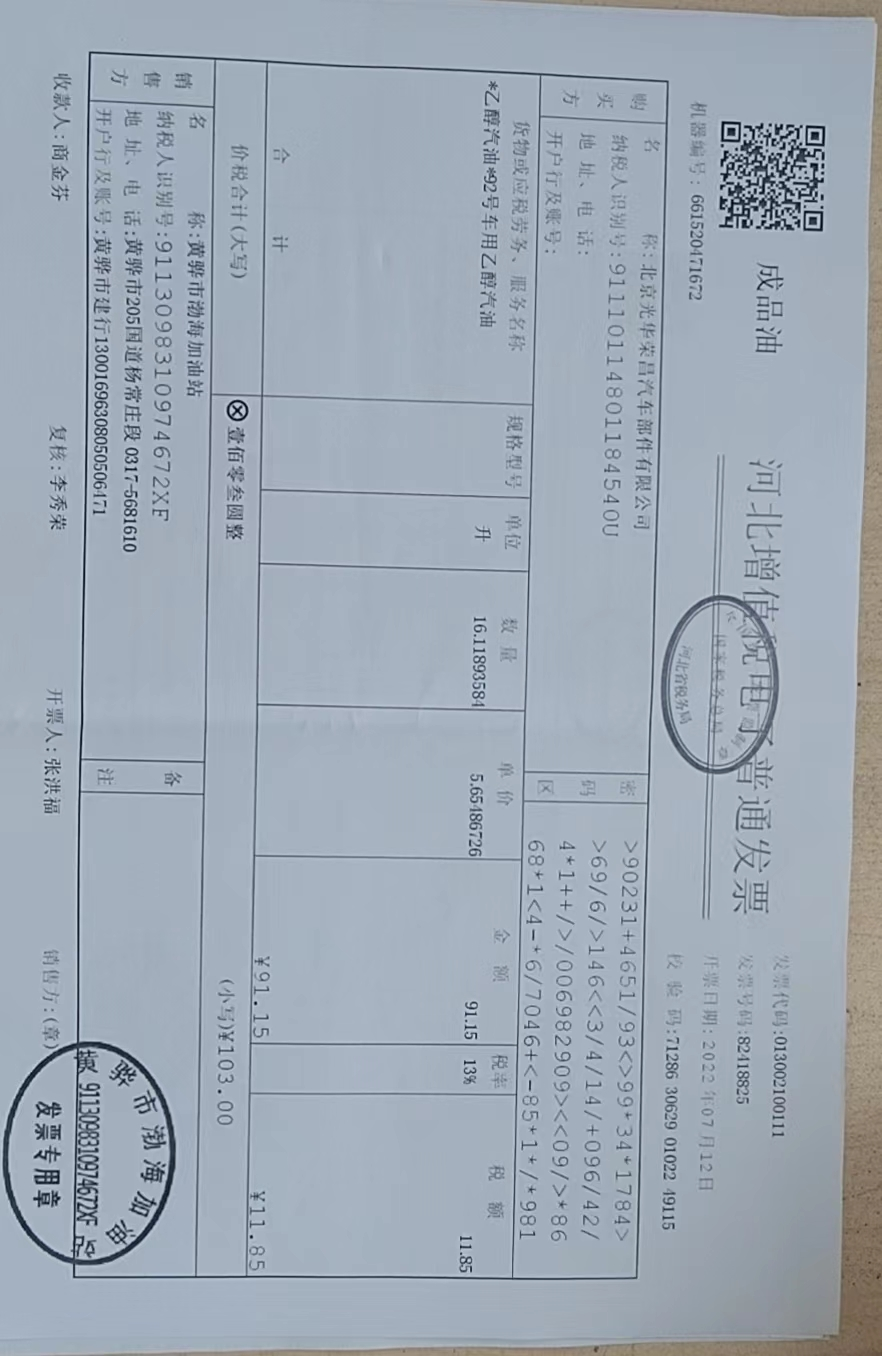 成品油
河北增值税电子普通发票
国家税务总局
河北省税务局
发票代码:013002100111
发票号码:82418825
开票日期:2022年07月12日
校验码:71286 30629 01022 49115
机器编号:661520471672
购买方
名称:北京光华荣昌汽车部件有限公司
纳税人识别号:91110114801184540U
地址、电话:
开户行及账号:
密码区
>90231+4651/93<>99*34*1784>
>69/6/>146<<3/4/14/+096/42/
4*1++/>/006982909><<09/>*86
68*1<4-*6/7046+<-85*1*/*981
货物或应税劳务、服务名称 规格型号 单位 数量 单价 金额 税率 税额
*乙醇汽油*92号车用乙醇汽油 升 16.11893584 5.65486726 91.15 13% 11.85
合计 ¥91.15 ¥11.85
价税合计(大写) ⊗壹佰零叁圆整 (小写)¥103.00
销售方
名称:黄骅市渤海加油站
纳税人识别号:9113098310974672XF
地址、电话:黄骅市205国道杨常庄段 0317-5681610
开户行及账号:黄骅市建行13001696308050506471
备注
收款人:商金芬 复核:李秀荣 开票人:张洪福 销售方:(章)
骅市渤海加油站
9113098310974672XF
发票专用章